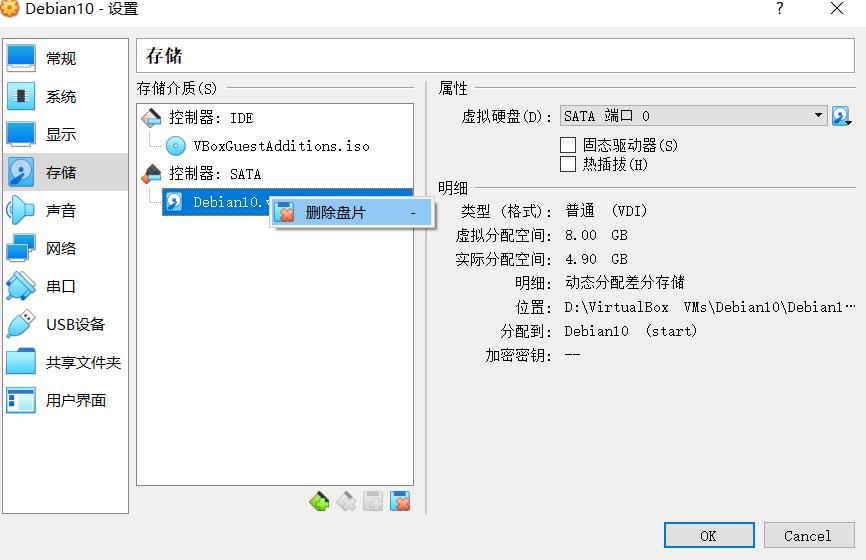 Debian10 - 设置
?
常规
系统
显示
存储
声音
网络
串口
USB设备
共享文件夹
用户界面
存储
存储介质(S)
控制器: IDE
VBoxGuestAdditions.iso
控制器: SATA
Debian10.
删除盘片 -
属性
虚拟硬盘(D): SATA 端口 0
固态驱动器(S)
热插拔(H)
明细
类型 (格式): 普通 (VDI)
虚拟分配空间: 8.00 GB
实际分配空间: 4.90 GB
明细: 动态分配差分存储
位置: D:\VirtualBox VMs\Debian10\Debian1…
分配到: Debian10 (start)
加密密钥: --
OK
Cancel